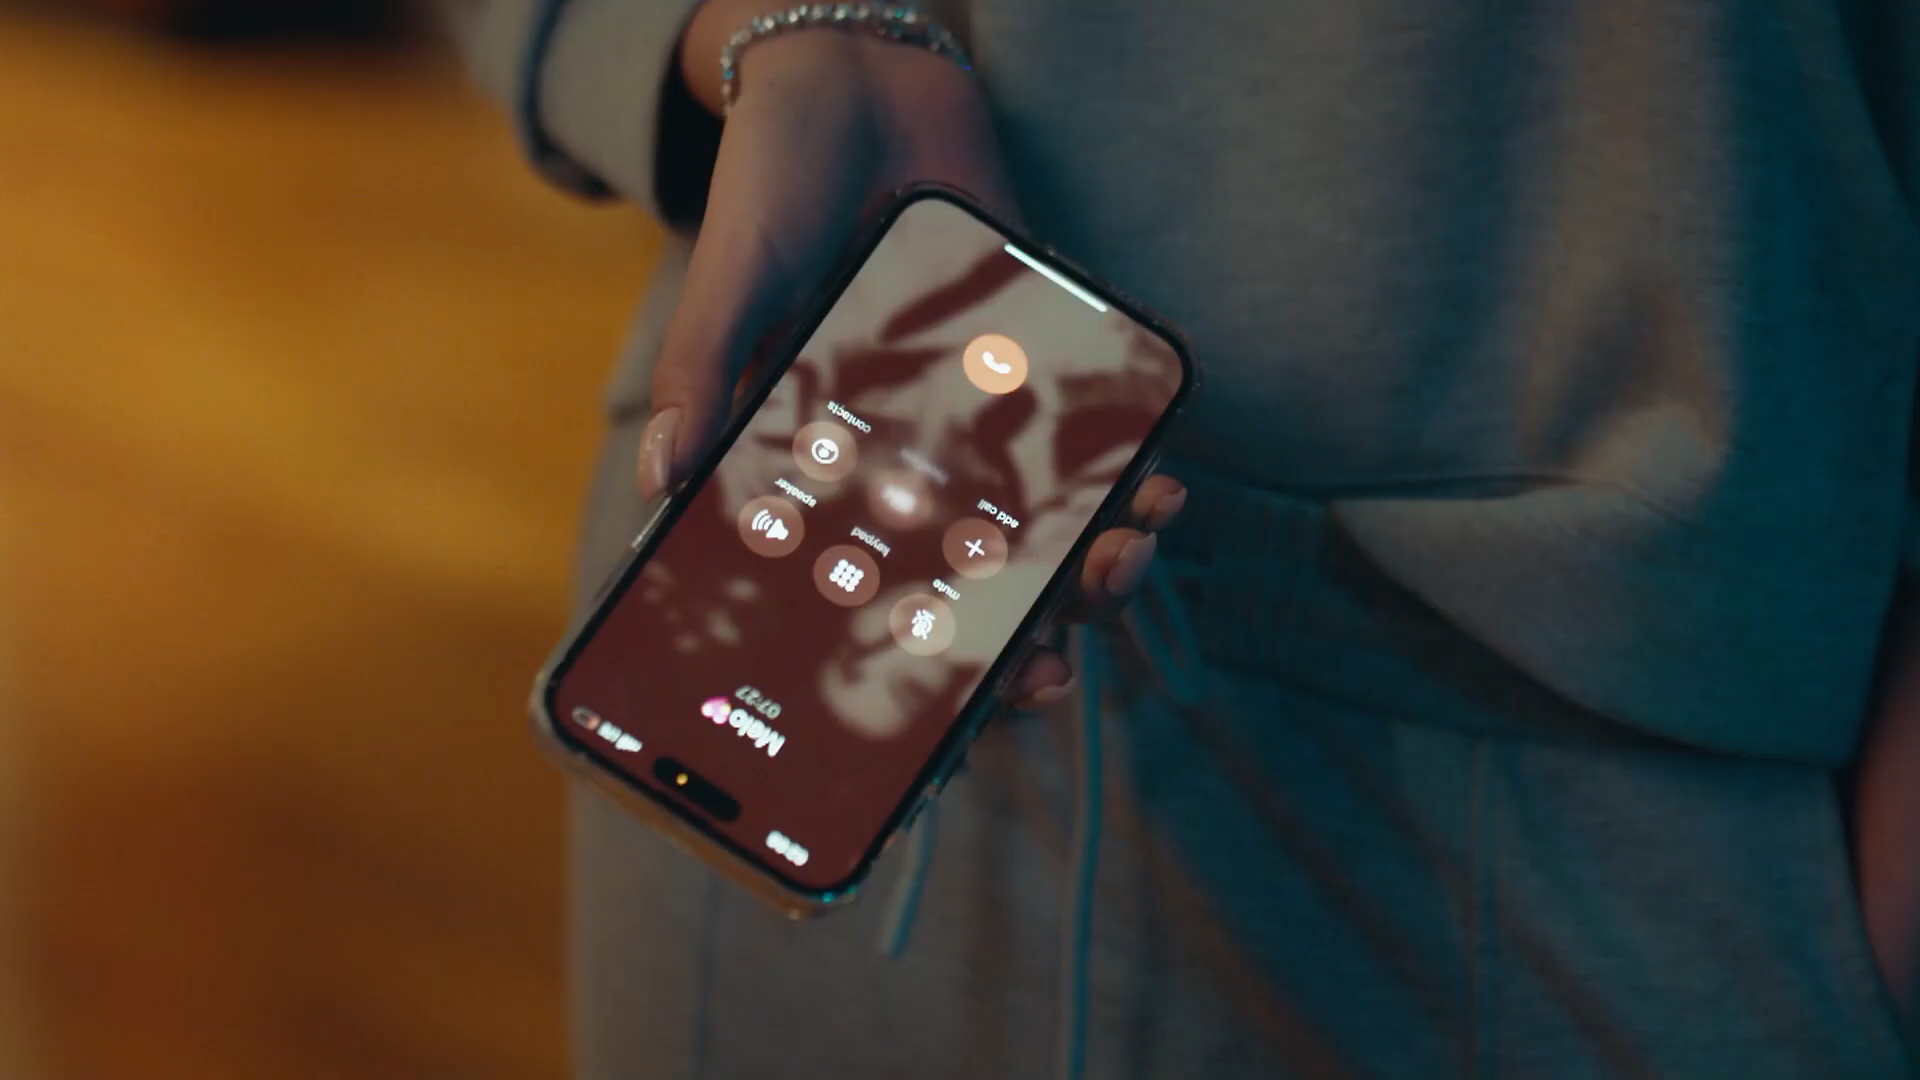 Melo
07:27
mute
keypad
speaker
add call
contacts